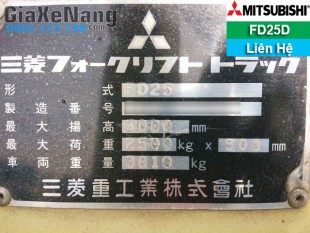 GiaXeNang
MITSUBISHI
FD25D
Liên Hệ
三菱フォークリフトトラック
形式 FD25
製造番号
最大揚高 3000 mm
最大荷重 2500 kg × 500 mm
車両重量 3810 kg
三菱重工業株式會社